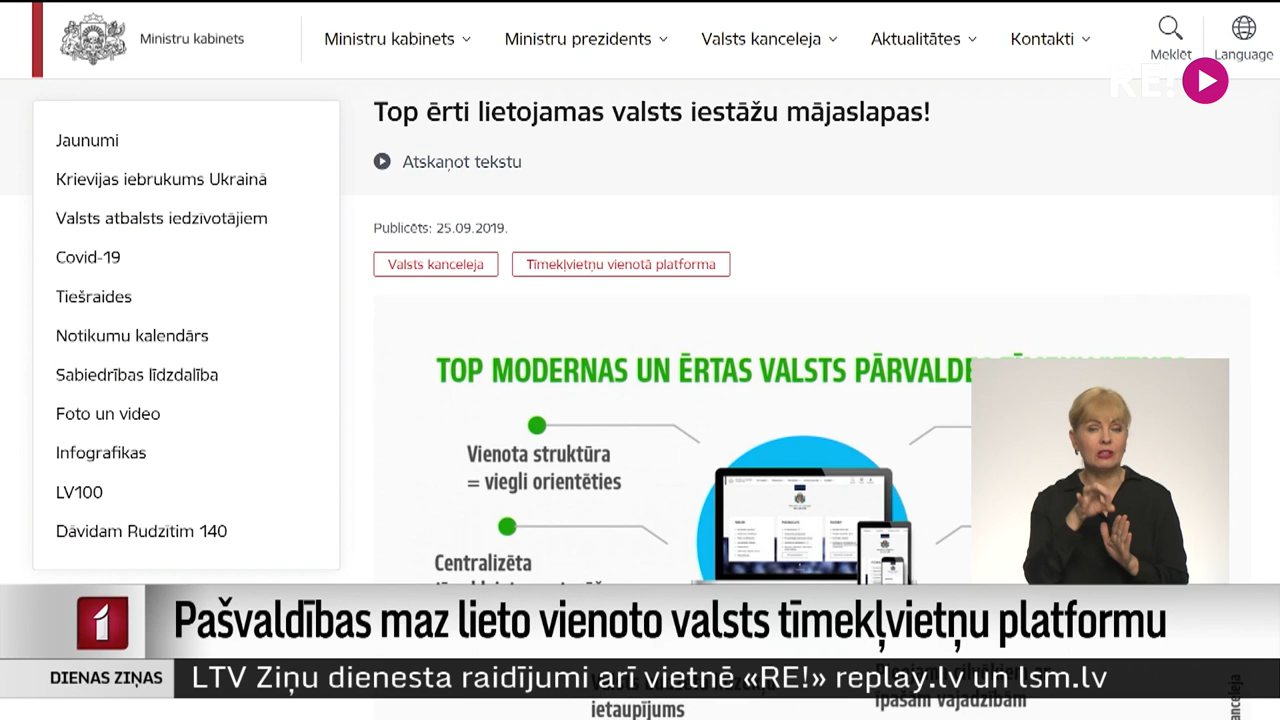 Ministru kabinets
Ministru kabinets
Ministru prezidents
Valsts kanceleja
Aktualitātes
Kontakti
Meklēt
Language
RE!
Top ērti lietojamas valsts iestāžu mājaslapas!
Atskaņot tekstu
Jaunumi
Krievijas iebrukums Ukrainā
Valsts atbalsts iedzīvotājiem
Covid-19
Tiešraides
Notikumu kalendārs
Sabiedrības līdzdalība
Foto un video
Infografikas
LV100
Dāvidam Rudzītim 140
Publicēts: 25.09.2019.
Valsts kanceleja
Tīmekļvietņu vienotā platforma
TOP MODERNAS UN ĒRTAS VALSTS
Vienota struktūra
= viegli orientēties
Centralizēta
1
Pašvaldības maz lieto vienoto valsts tīmekļvietņu platformu
DIENAS ZIŅAS
LTV Ziņu dienesta raidījumi arī vietnē «RE!» replay.lv un lsm.lv
ietaupījums
īpašām vajadzībām